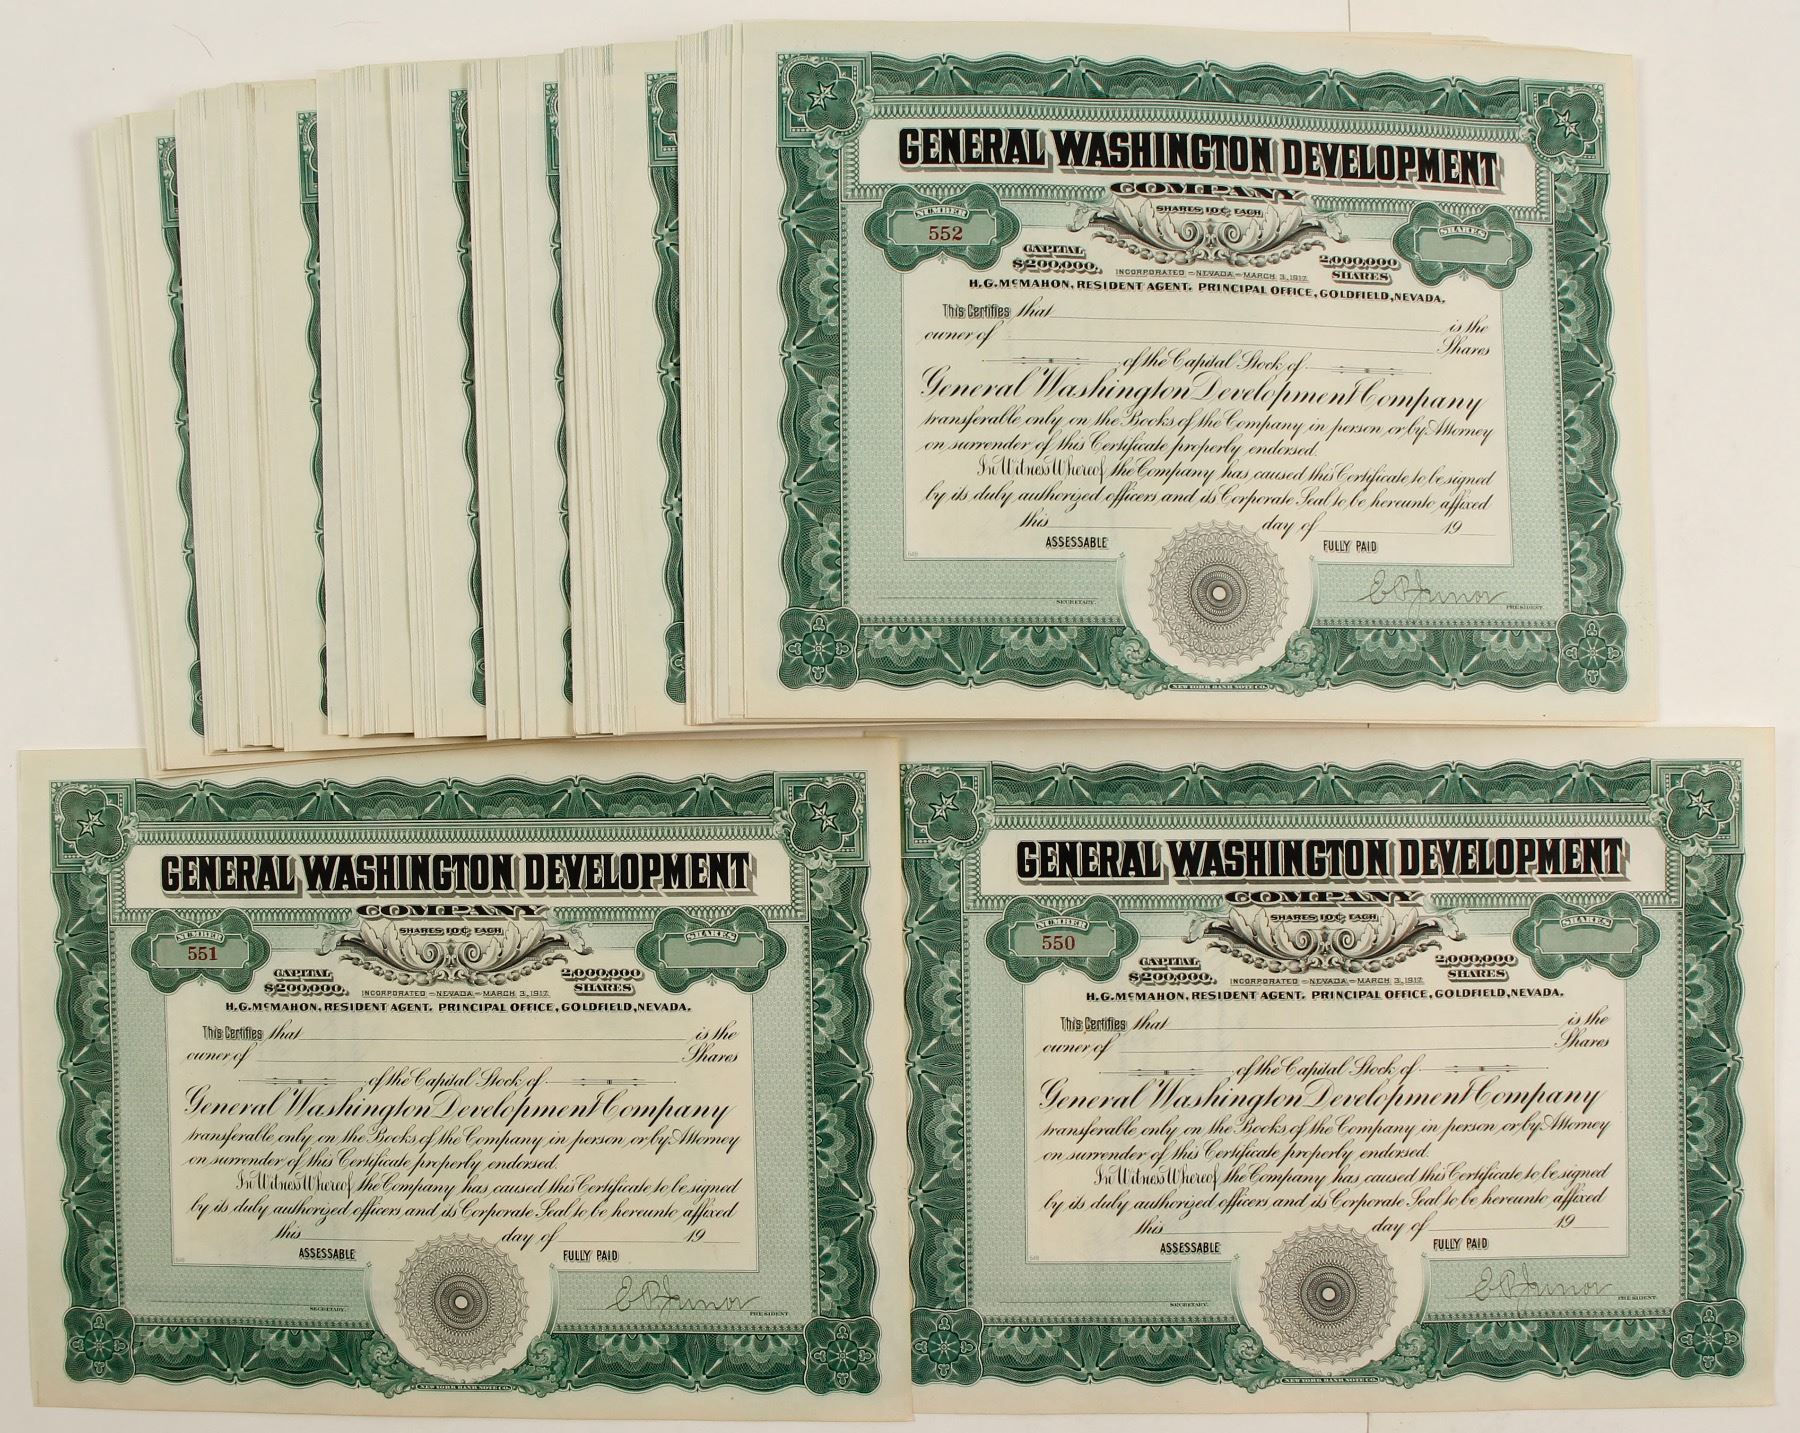 GENERAL WASHINGTON DEVELOPMENT
COMPANY
SHARES 10¢ EACH
NUMBER
552
SHARES
CAPITAL
$200,000.
2,000,000
SHARES
INCORPORATED - NEVADA - MARCH 3, 1917.
H.G. McMAHON, RESIDENT AGENT. PRINCIPAL OFFICE, GOLDFIELD, NEVADA.
This Certifies that is the
owner of Shares
of the Capital Stock of
General Washington Development Company
transferable only on the Books of the Company in person or by Attorney
on surrender of this Certificate properly endorsed.
In Witness Whereof the Company has caused this Certificate to be signed
by its duly authorized officers and its Corporate Seal to be hereunto affixed
this day of 19
ASSESSABLE FULLY PAID
SECRETARY. PRESIDENT.
NEW YORK BANK NOTE CO.
GENERAL WASHINGTON DEVELOPMENT
COMPANY
SHARES 10¢ EACH
NUMBER
551
SHARES
CAPITAL
$200,000.
2,000,000
SHARES
INCORPORATED - NEVADA - MARCH 3, 1917.
H.G. McMAHON, RESIDENT AGENT. PRINCIPAL OFFICE, GOLDFIELD, NEVADA.
This Certifies that is the
owner of Shares
of the Capital Stock of
General Washington Development Company
transferable only on the Books of the Company in person or by Attorney
on surrender of this Certificate properly endorsed.
In Witness Whereof the Company has caused this Certificate to be signed
by its duly authorized officers and its Corporate Seal to be hereunto affixed
this day of 19
ASSESSABLE FULLY PAID
SECRETARY. PRESIDENT
NEW YORK BANK NOTE CO.
GENERAL WASHINGTON DEVELOPMENT
COMPANY
SHARES 10¢ EACH
NUMBER
550
SHARES
CAPITAL
$200,000.
2,000,000
SHARES
INCORPORATED - NEVADA - MARCH 3, 1917.
H.G. McMAHON, RESIDENT AGENT. PRINCIPAL OFFICE, GOLDFIELD, NEVADA.
This Certifies that is the
owner of Shares
of the Capital Stock of
General Washington Development Company
transferable only on the Books of the Company in person or by Attorney
on surrender of this Certificate properly endorsed.
In Witness Whereof the Company has caused this Certificate to be signed
by its duly authorized officers and its Corporate Seal to be hereunto affixed
this day of 19
ASSESSABLE FULLY PAID
SECRETARY. PRESIDENT.
NEW YORK BANK NOTE CO.